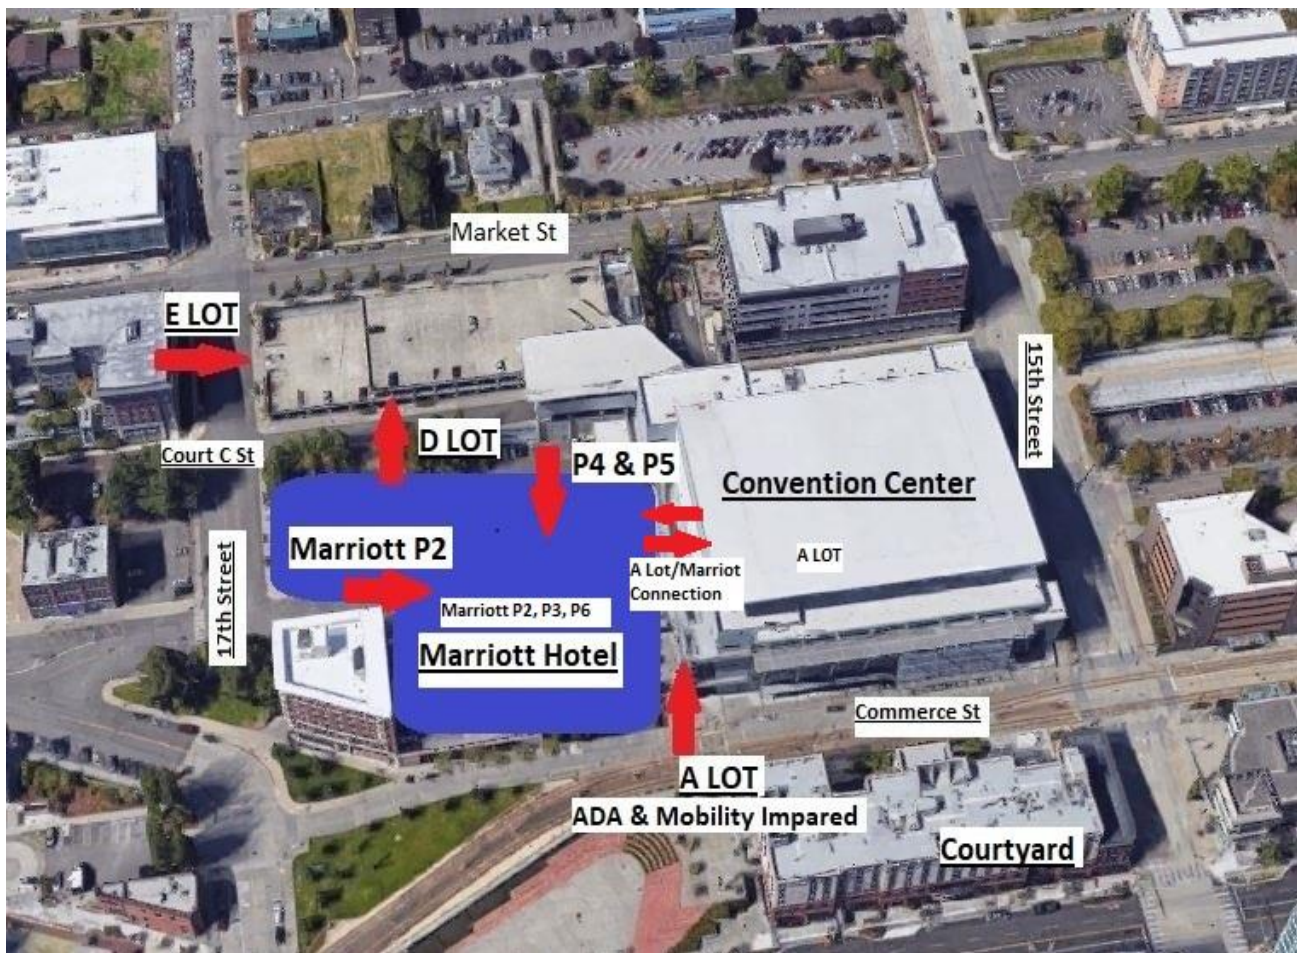 Market St
E LOT
15th Street
D LOT
Court C St
P4 & P5
Convention Center
Marriott P2
A LOT
A Lot/Marriot
Connection
17th Street
Marriott P2, P3, P6
Marriott Hotel
Commerce St
A LOT
ADA & Mobility Impared
Courtyard